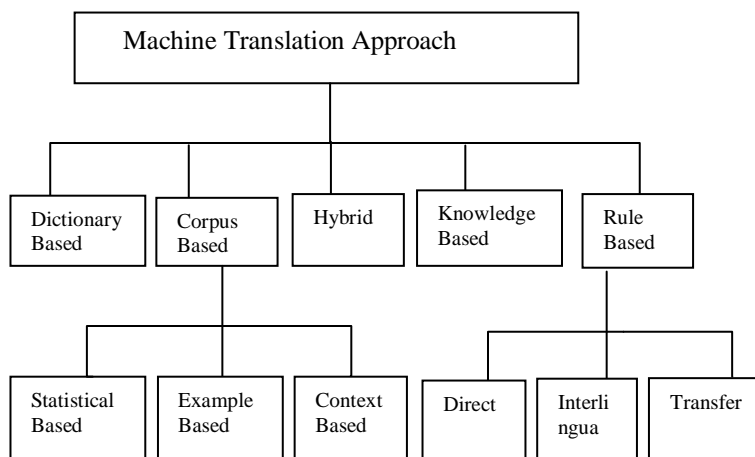 Machine Translation Approach
Dictionary
Based
Corpus
Based
Hybrid
Knowledge
Based
Rule
Based
Statistical
Based
Example
Based
Context
Based
Direct
Interli
ngua
Transfer